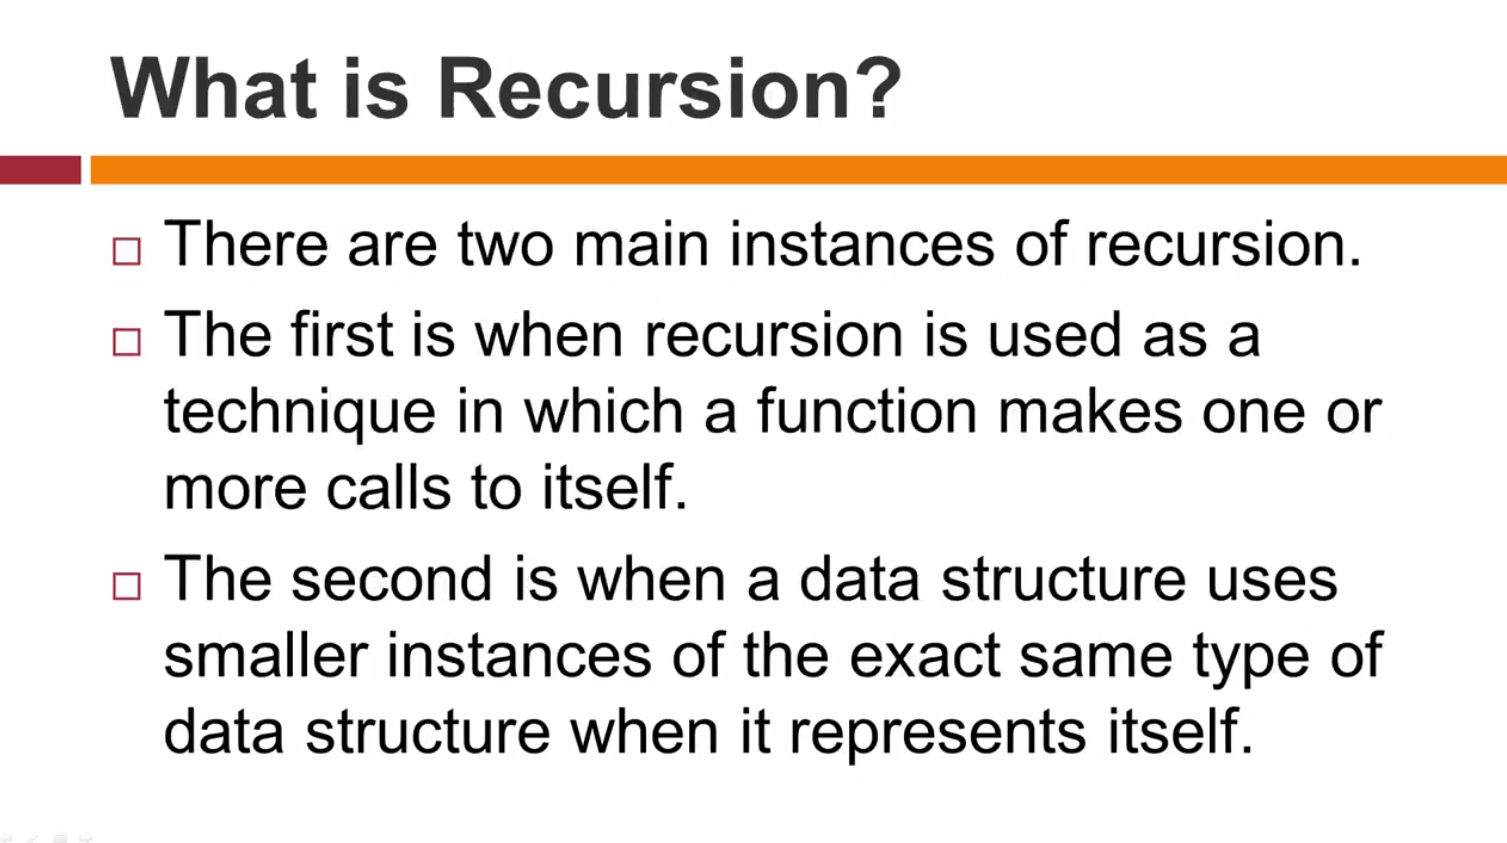 What is Recursion?
There are two main instances of recursion.
The first is when recursion is used as a
technique in which a function makes one or
more calls to itself.
The second is when a data structure uses
smaller instances of the exact same type of
data structure when it represents itself.